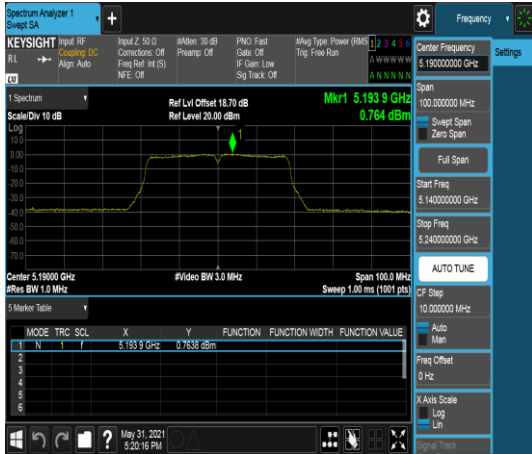 Spectrum Analyzer 1
Swept SA
+
Frequency
KEYSIGHT
RL
LXI
Input: RF
Coupling: DC
Align: Auto
Input Z: 50 Ω
Corrections: Off
Freq Ref: Int (S)
NFE: Off
#Atten: 30 dB
Preamp: Off
PNO: Fast
Gate: Off
IF Gain: Low
Sig Track: Off
#Avg Type: Power (RMS
Trig: Free Run
1 2 3 4 5 6
A W W W W W
A N N N N N
1 Spectrum
Scale/Div 10 dB
Ref Lvl Offset 18.70 dB
Ref Level 20.00 dBm
Mkr1 5.193 9 GHz
0.764 dBm
Log
10.0
0.00
-10.0
-20.0
-30.0
-40.0
-50.0
-60.0
-70.0
1
Center 5.19000 GHz
#Res BW 1.0 MHz
#Video BW 3.0 MHz
Span 100.0 MHz
Sweep 1.00 ms (1001 pts)
5 Marker Table
MODE TRC SCL X Y FUNCTION FUNCTION WIDTH FUNCTION VALUE
1 N 1 f 5.193 9 GHz 0.7638 dBm
2
3
4
5
6
May 31, 2021
5:20:16 PM
Center Frequency
5.190000000 GHz
Span
100.000000 MHz
Swept Span
Zero Span
Full Span
Start Freq
5.140000000 GHz
Stop Freq
5.240000000 GHz
AUTO TUNE
CF Step
10.000000 MHz
Auto
Man
Freq Offset
0 Hz
X Axis Scale
Log
Lin
Signal Track
Settings